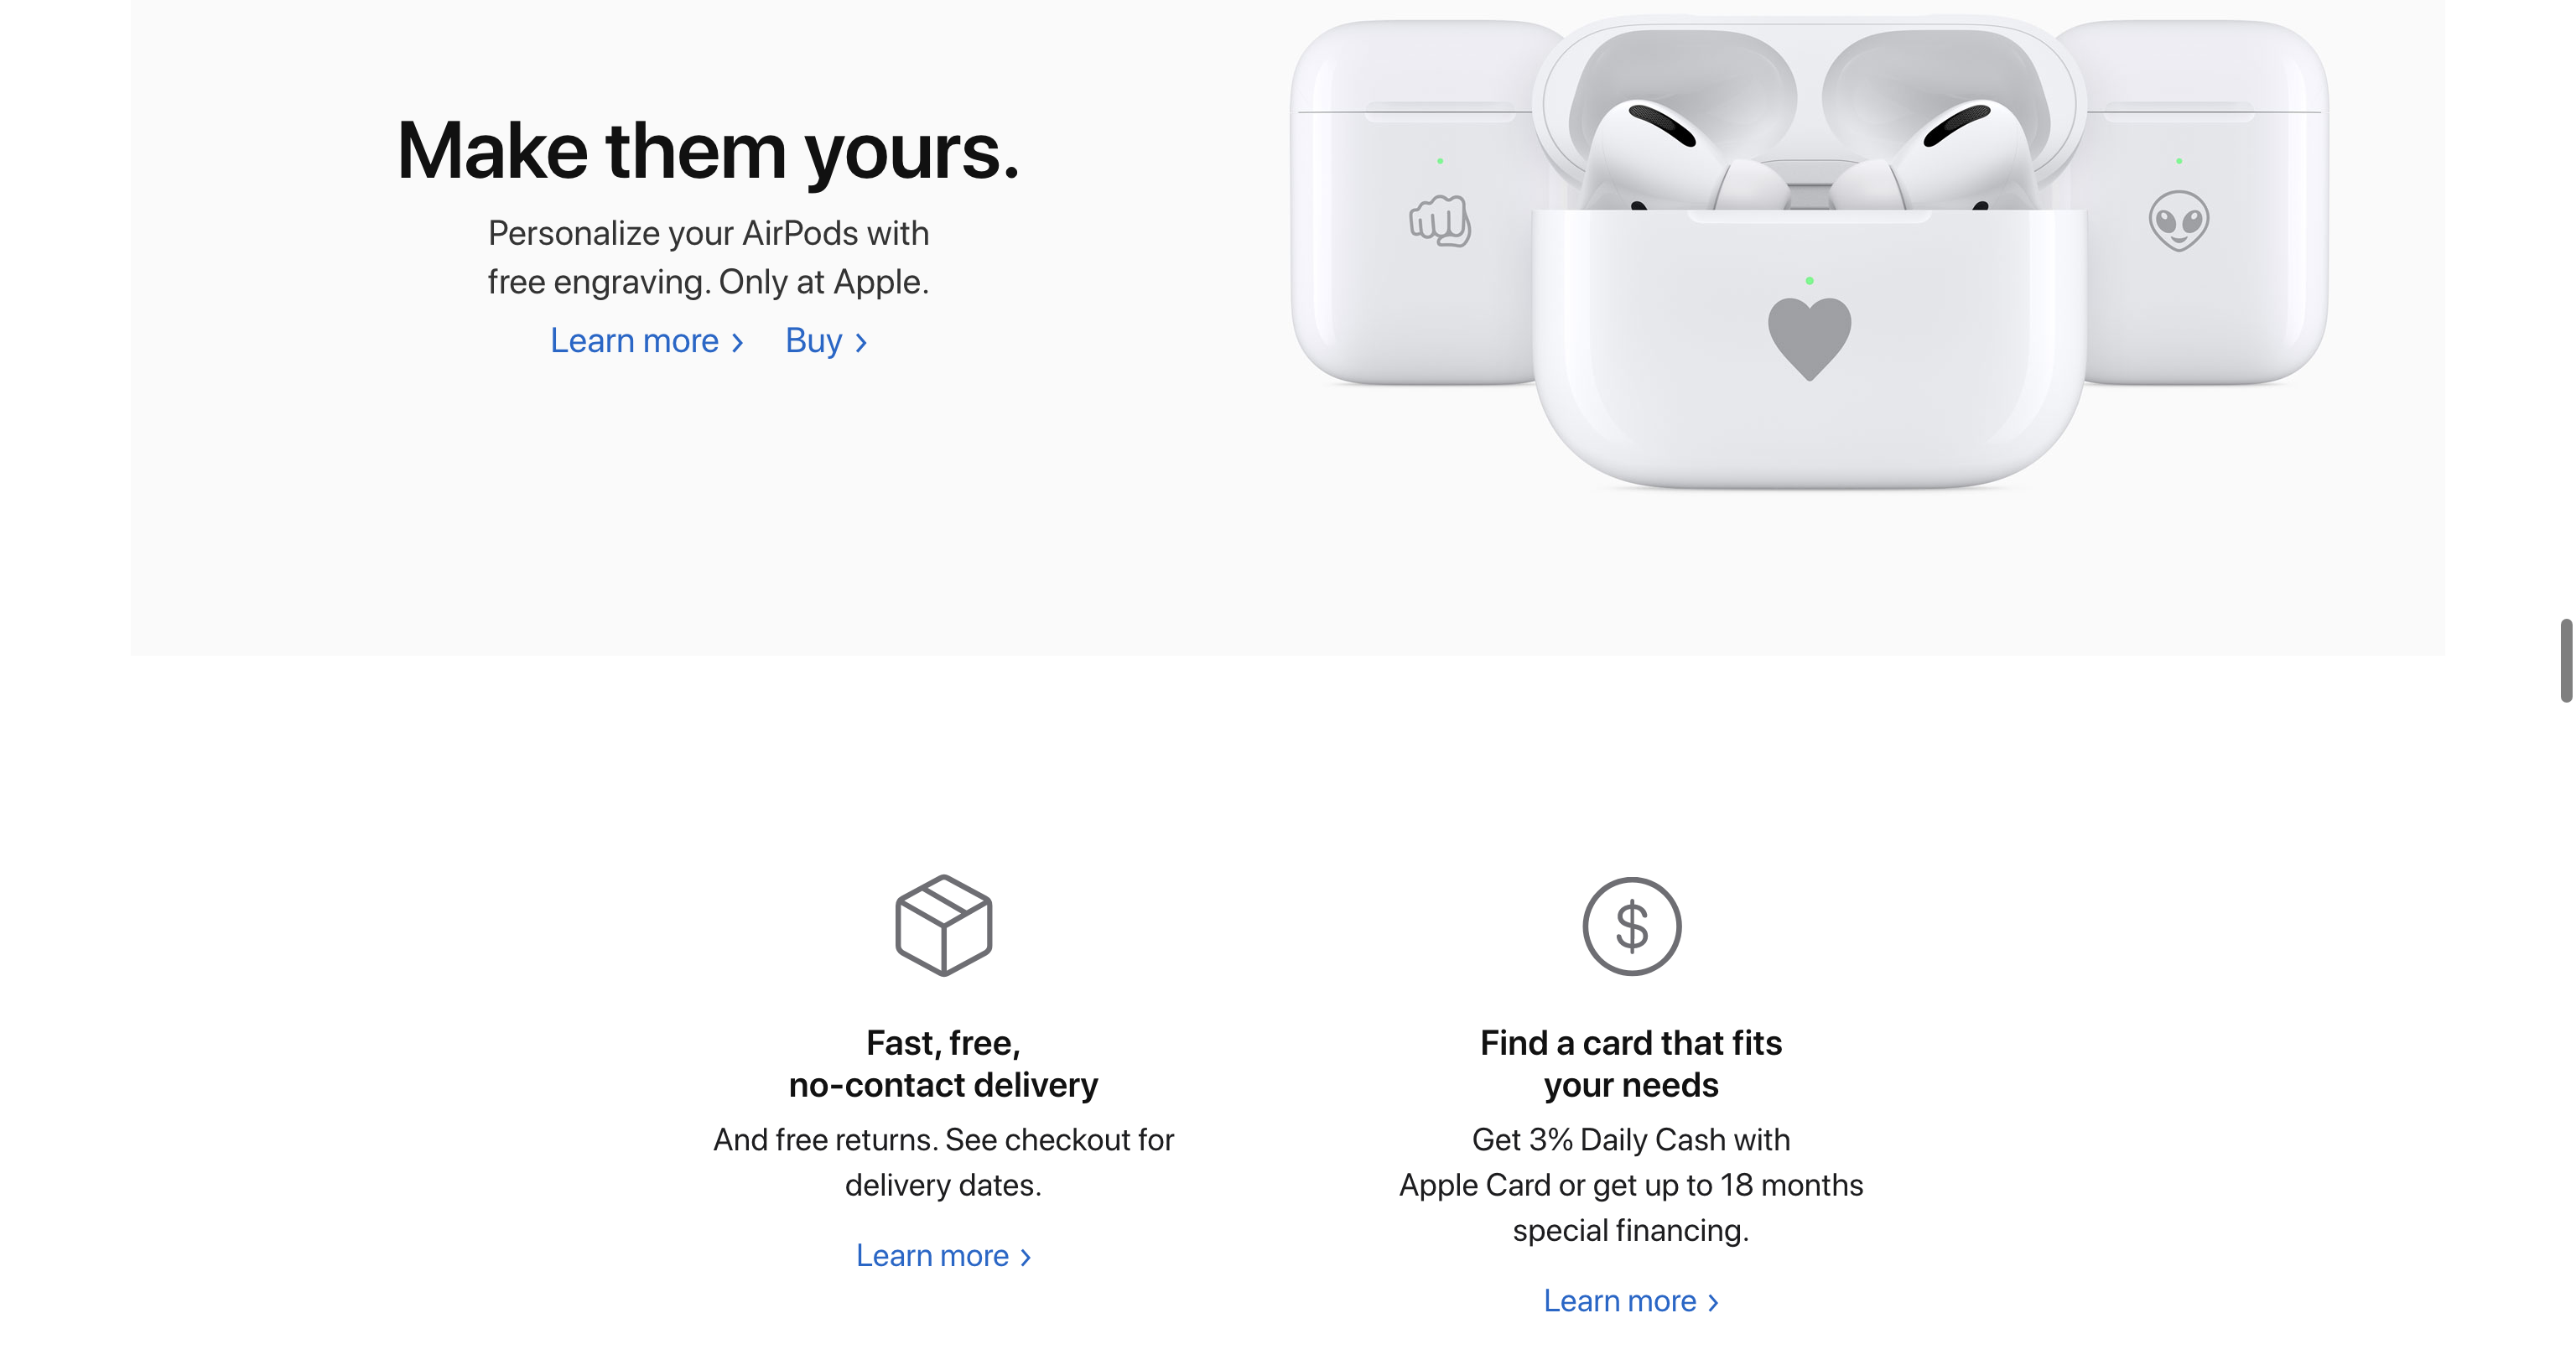 Make them yours.
Personalize your AirPods with
free engraving. Only at Apple.
Learn more > Buy >
Fast, free,
no-contact delivery
And free returns. See checkout for
delivery dates.
Learn more >
Find a card that fits
your needs
Get 3% Daily Cash with
Apple Card or get up to 18 months
special financing.
Learn more >